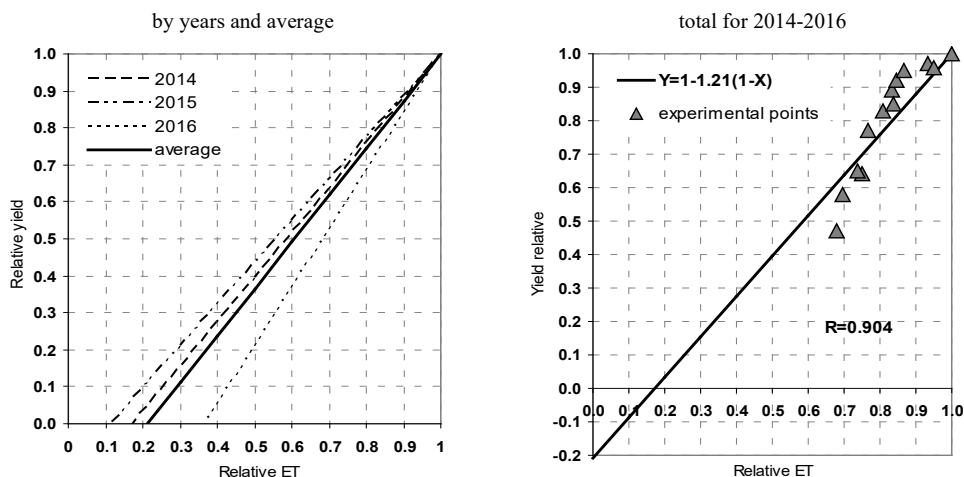 by years and average
1.0
0.9
0.8
0.7
0.6
0.5
0.4
0.3
0.2
0.1
0.0
Relative yield
2014
2015
2016
average
0 0.1 0.2 0.3 0.4 0.5 0.6 0.7 0.8 0.9 1
Relative ET
total for 2014-2016
1.0
0.9
0.8
0.7
0.6
0.5
0.4
0.3
0.2
0.1
0.0
-0.1
-0.2
Yield relative
Y=1-1.21(1-X)
experimental points
R=0.904
0.0 0.1 0.2 0.3 0.4 0.5 0.6 0.7 0.8 0.9 1.0
Relative ET